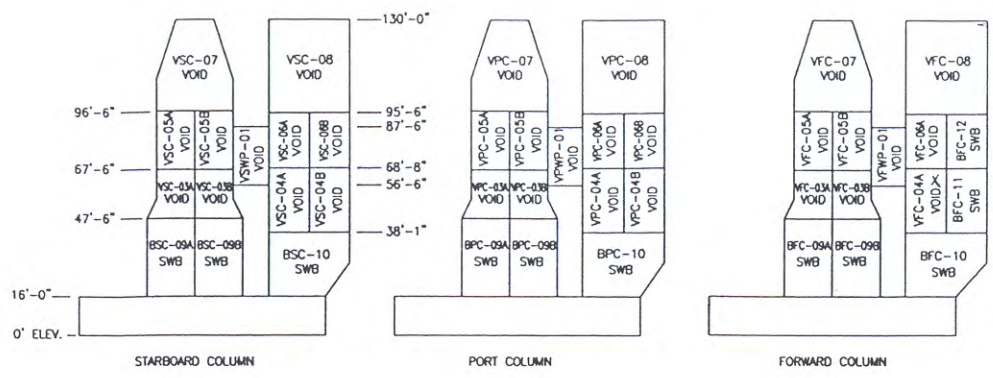 130'-0"
VSC-07
VOID
VSC-08
VOID
96'-6"
95'-6"
87'-6"
VSC-05A
VOID
VSC-05B
VOID
VSWP-01
VOID
VSC-06A
VOID
VSC-06B
VOID
67'-6"
68'-8"
56'-6"
VSC-03A
VOID
VSC-03B
VOID
VSC-04A
VOID
VSC-04B
VOID
47'-6"
38'-1"
BSC-09A
SWB
BSC-09B
SWB
BSC-10
SWB
16'-0"
0' ELEV.
STARBOARD COLUMN
VPC-07
VOID
VPC-08
VOID
VPC-05A
VOID
VPC-05B
VOID
VPWP-01
VOID
VPC-06A
VOID
VPC-06B
VOID
VPC-03A
VOID
VPC-03B
VOID
VPC-04A
VOID
VPC-04B
VOID
BPC-09A
SWB
BPC-09B
SWB
BPC-10
SWB
PORT COLUMN
VFC-07
VOID
VFC-08
VOID
VFC-05A
VOID
VFC-05B
VOID
VFWP-01
VOID
VFC-06A
VOID
BFC-12
SWB
VFC-03A
VOID
VFC-03B
VOID
VFC-04A
VOID
BFC-11
SWB
BFC-09A
SWB
BFC-09B
SWB
BFC-10
SWB
FORWARD COLUMN